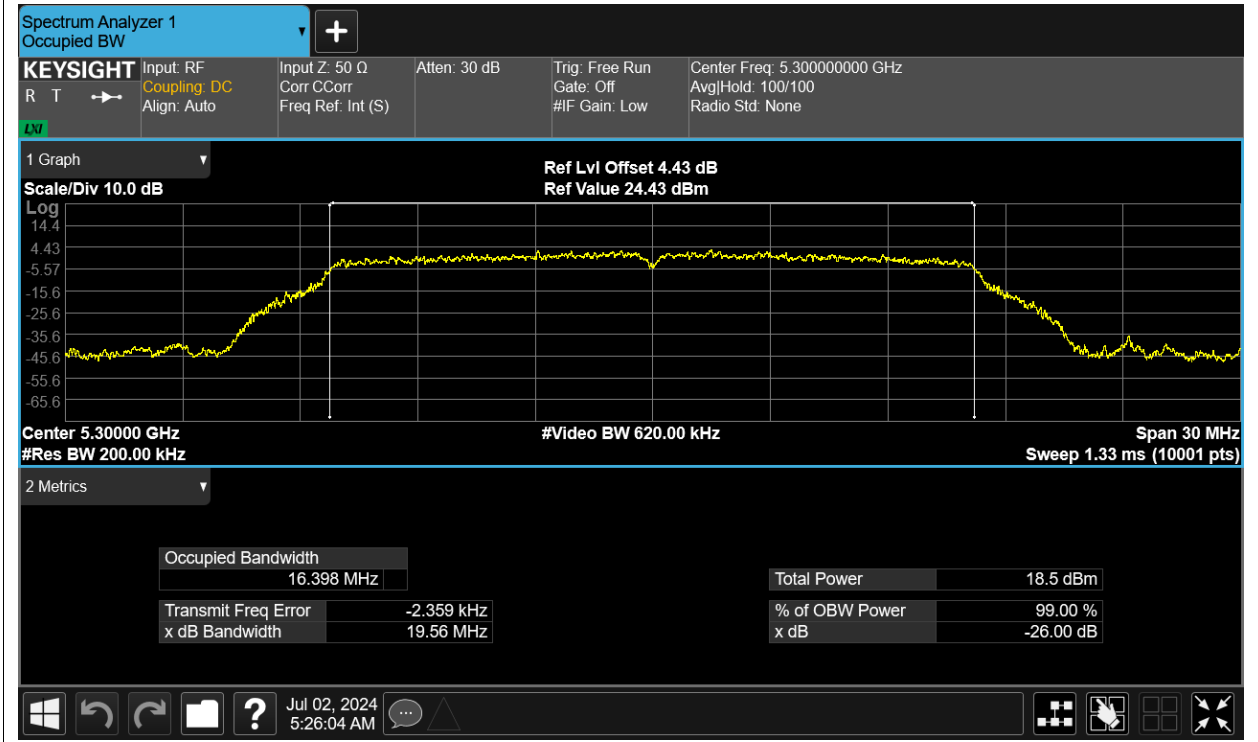 Spectrum Analyzer 1
Occupied BW
KEYSIGHT
R T
LXI
Input: RF
Coupling: DC
Align: Auto
Input Z: 50 Ω
Corr CCorr
Freq Ref: Int (S)
Atten: 30 dB
Trig: Free Run
Gate: Off
#IF Gain: Low
Center Freq: 5.300000000 GHz
Avg|Hold: 100/100
Radio Std: None
1 Graph
Scale/Div 10.0 dB
Ref Lvl Offset 4.43 dB
Ref Value 24.43 dBm
Log
14.4
4.43
-5.57
-15.6
-25.6
-35.6
-45.6
-55.6
-65.6
Center 5.30000 GHz
#Res BW 200.00 kHz
#Video BW 620.00 kHz
Span 30 MHz
Sweep 1.33 ms (10001 pts)
2 Metrics
Occupied Bandwidth
16.398 MHz
Transmit Freq Error -2.359 kHz
x dB Bandwidth 19.56 MHz
Total Power 18.5 dBm
% of OBW Power 99.00 %
x dB -26.00 dB
?
Jul 02, 2024
5:26:04 AM